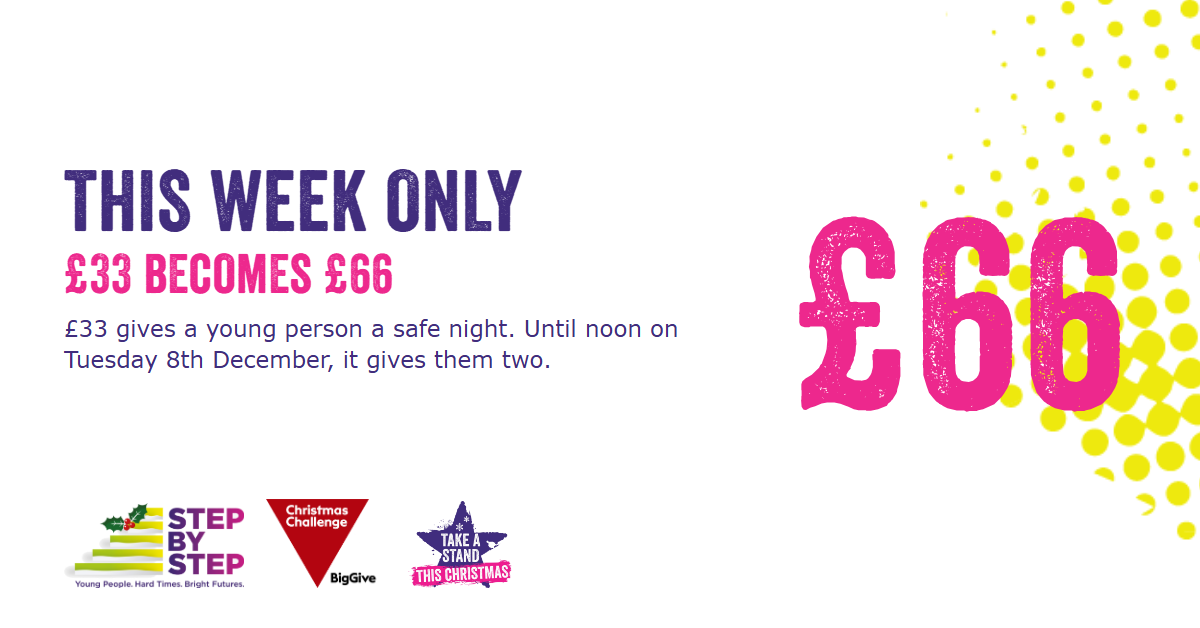 THIS WEEK ONLY
£33 BECOMES £66
£33 gives a young person a safe night. Until noon on
Tuesday 8th December, it gives them two.
£66
STEP
BY
STEP
Young People. Hard Times. Bright Futures.
Christmas
Challenge
BigGive
TAKE A
STAND
THIS CHRISTMAS